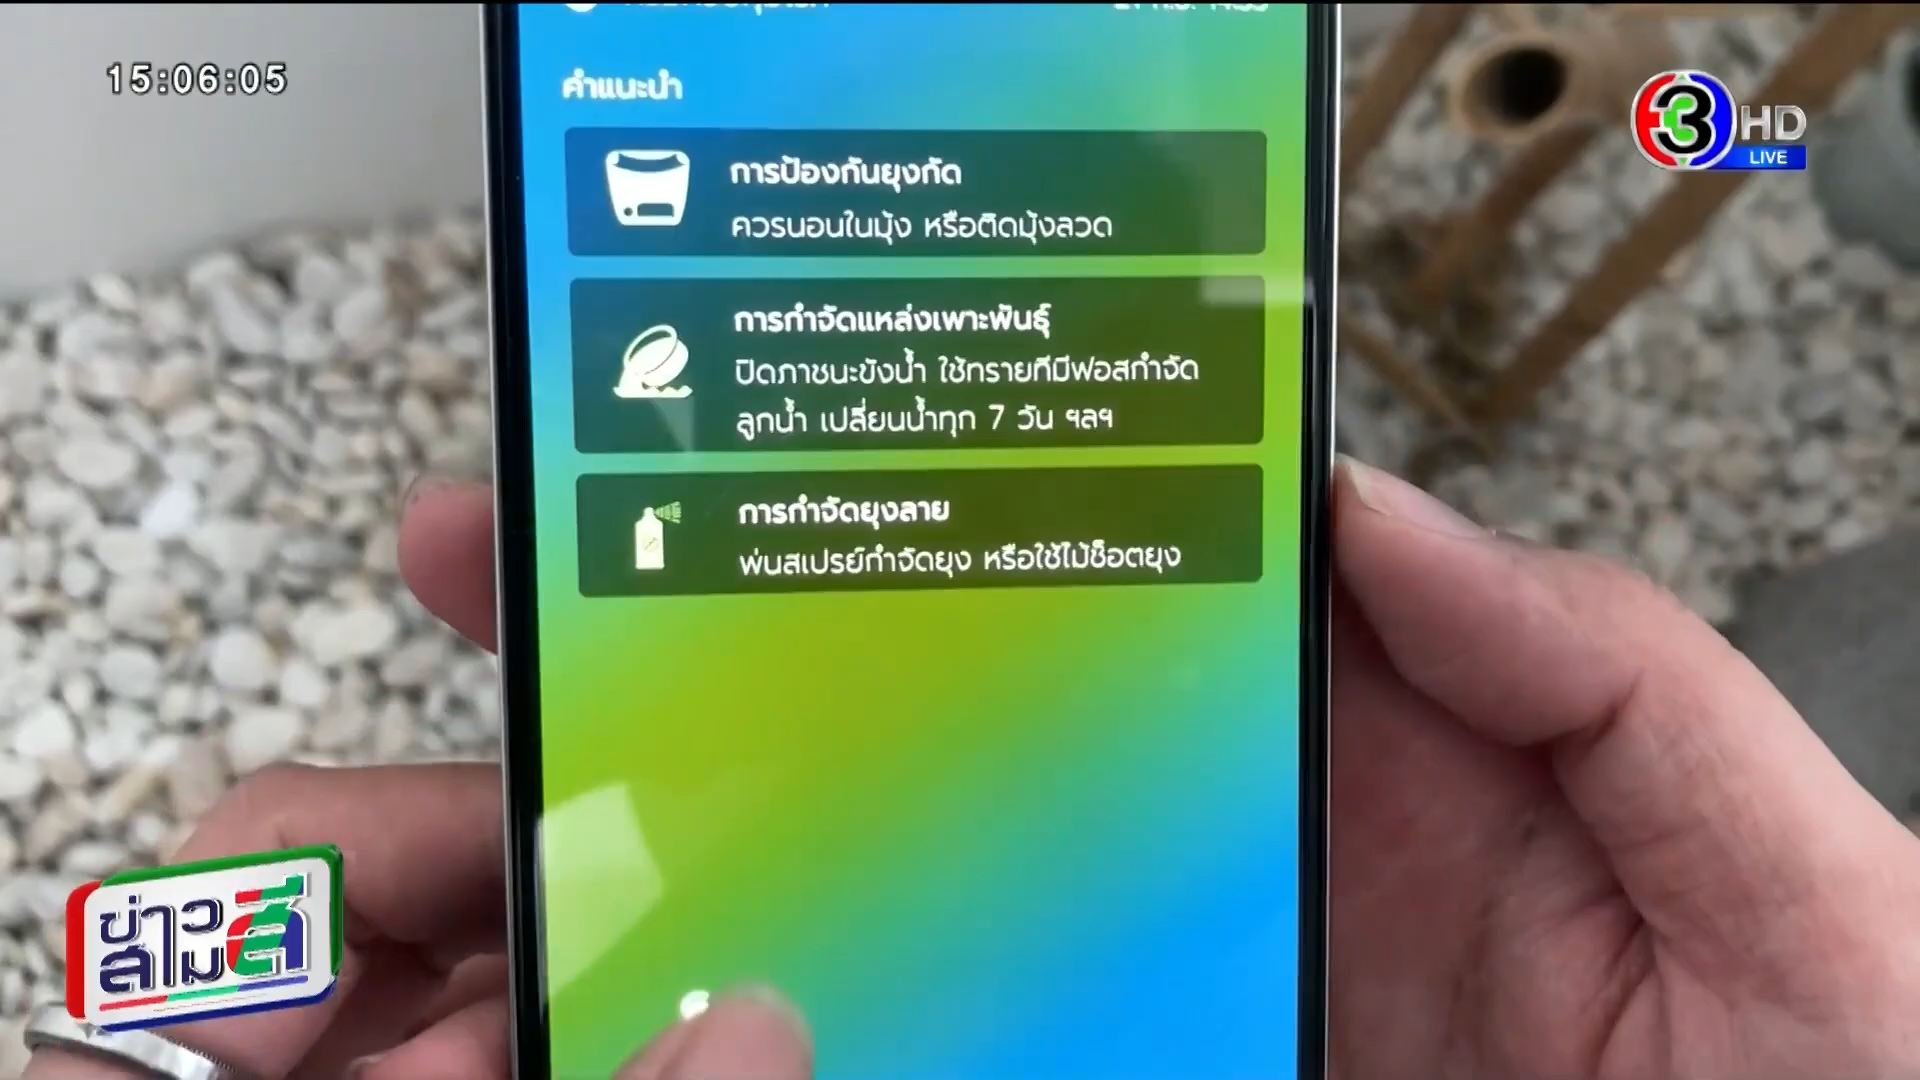 15:06:05
3 HD
LIVE
คำแนะนำ
การป้องกันยุงกัด
ควรนอนในมุ้ง หรือติดมุ้งลวด
การกำจัดแหล่งเพาะพันธุ์
ปิดภาชนะขังน้ำ ใช้ทรายทีมีฟอสกำจัด
ลูกน้ำ เปลี่ยนน้ำทุก 7 วัน ฯลฯ
การกำจัดยุงลาย
พ่นสเปรย์กำจัดยุง หรือใช้ไม้ช็อตยุง
ข่าว
สามสี